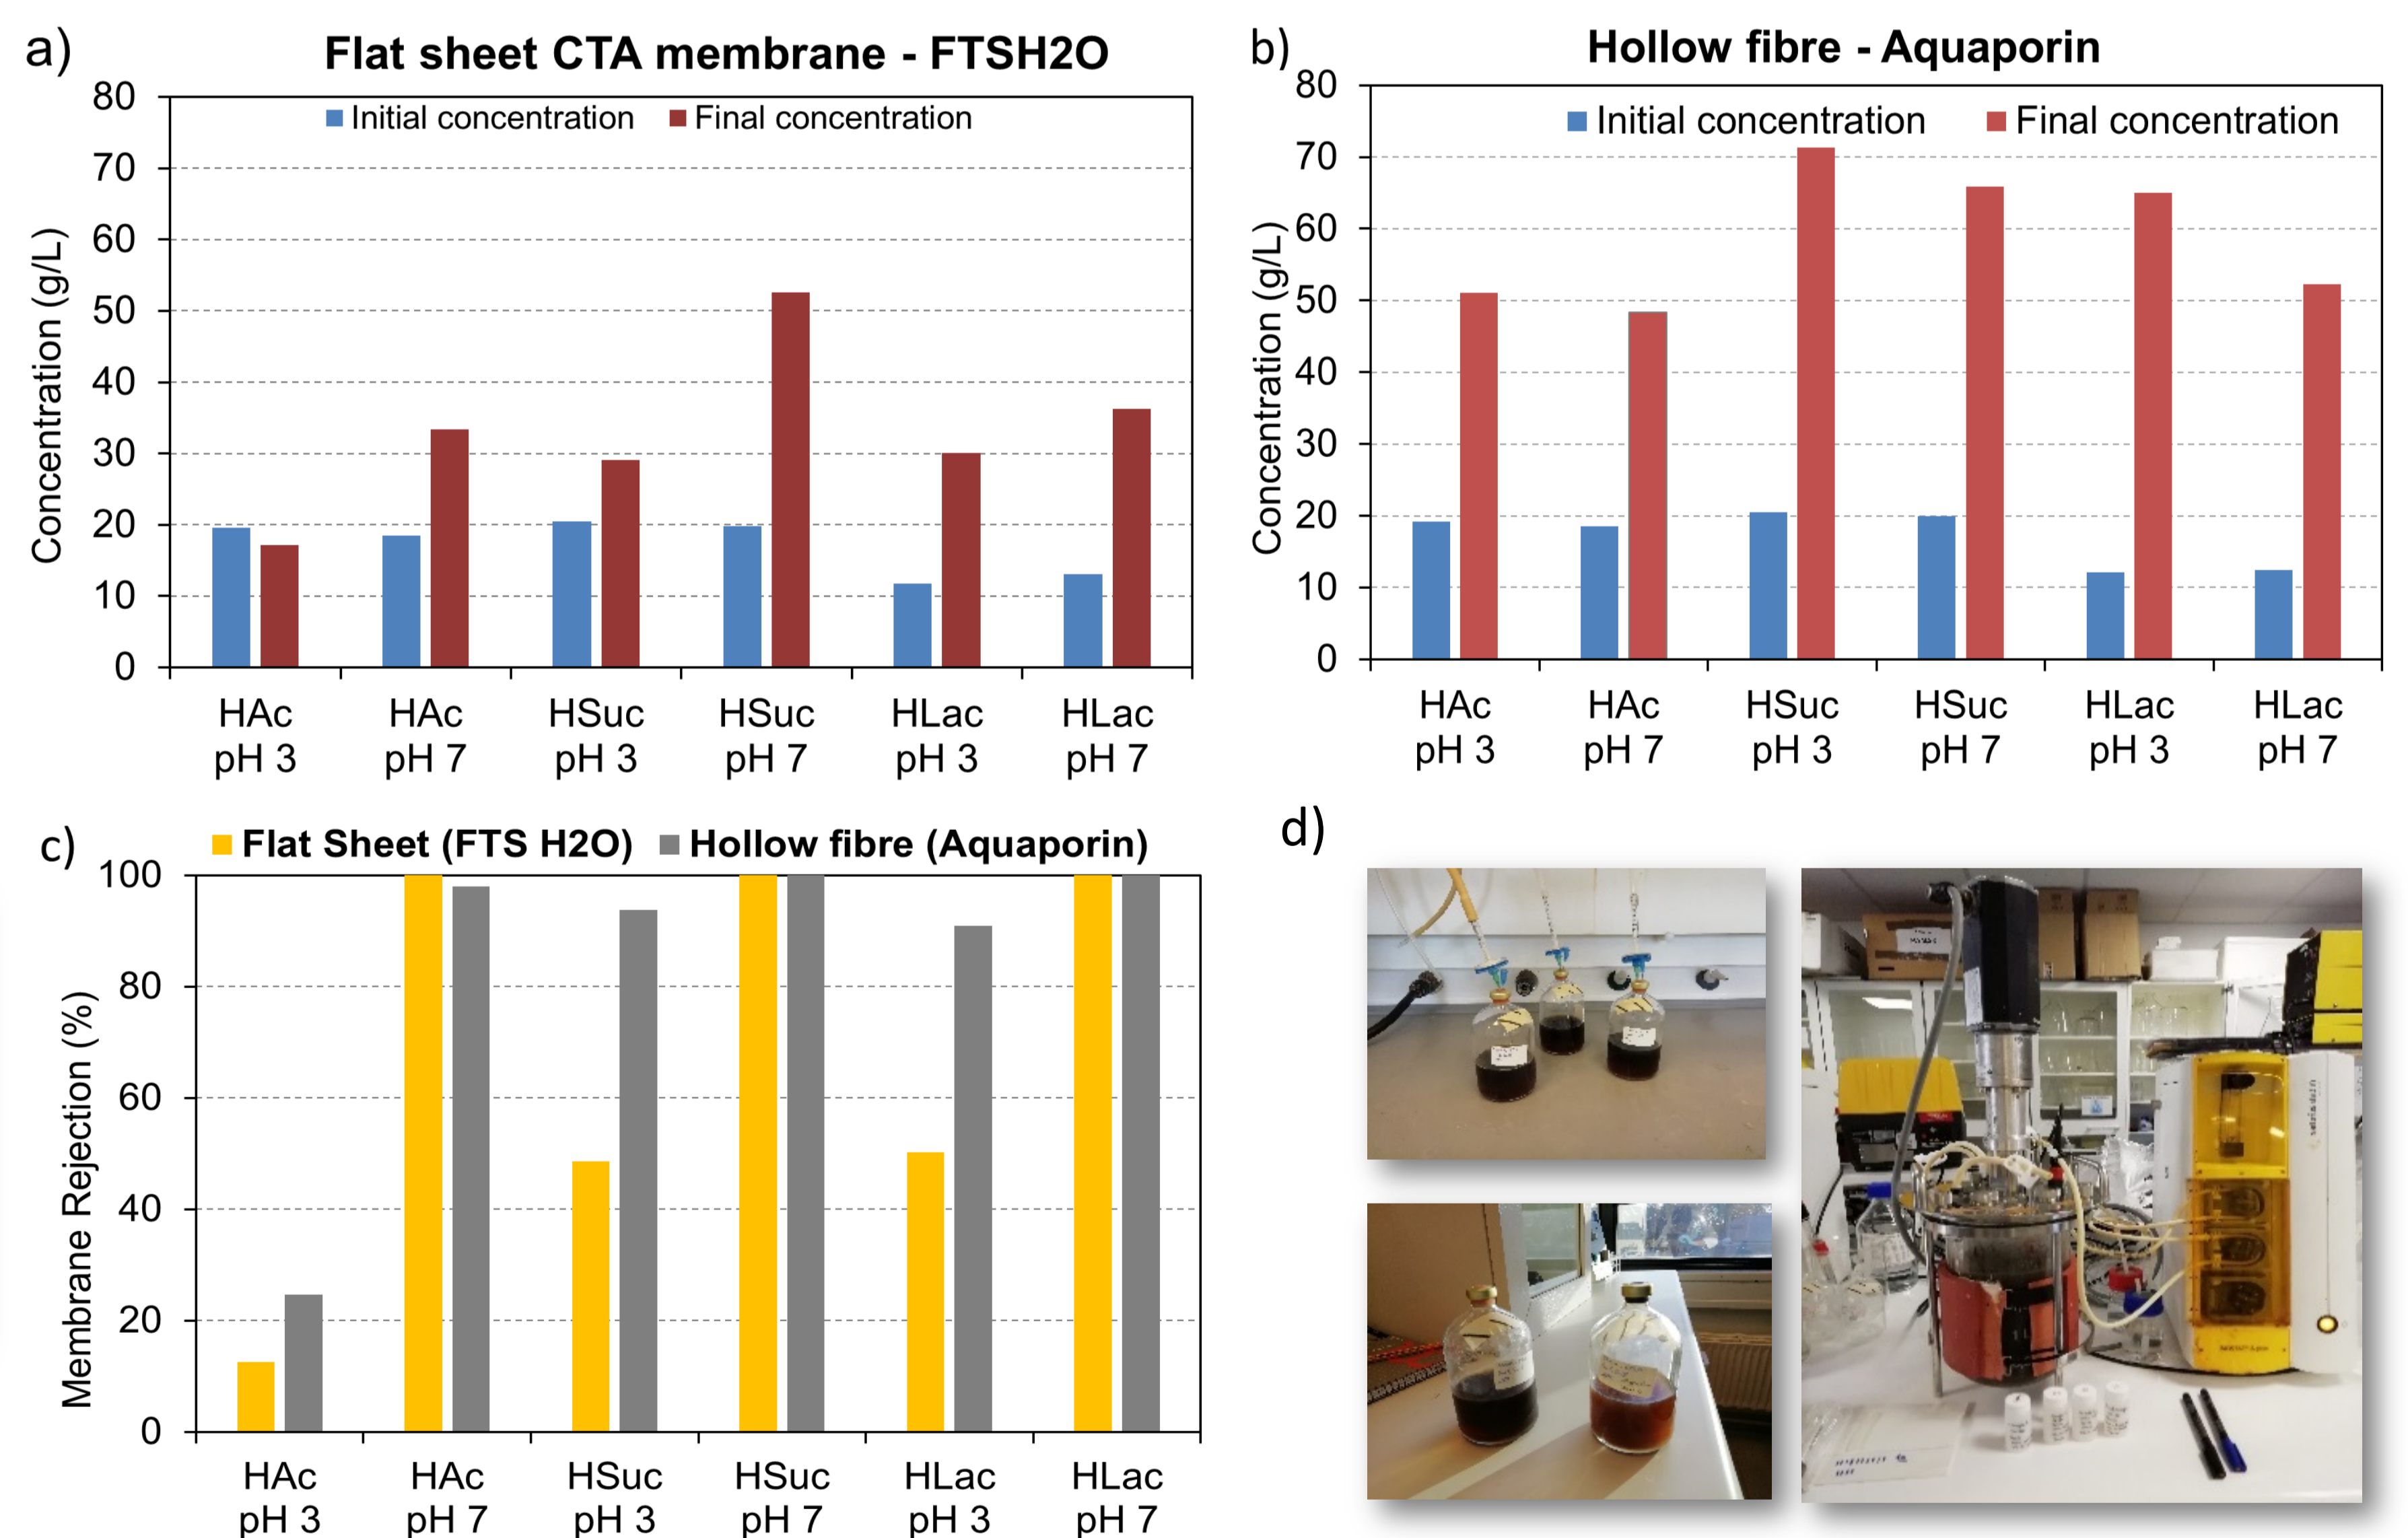 a)
Flat sheet CTA membrane - FTSH2O
Initial concentration
Final concentration
Concentration (g/L)
80
70
60
50
40
30
20
10
0
HAc
pH 3
HAc
pH 7
HSuc
pH 3
HSuc
pH 7
HLac
pH 3
HLac
pH 7
b)
Hollow fibre - Aquaporin
Initial concentration
Final concentration
Concentration (g/L)
80
70
60
50
40
30
20
10
0
HAc
pH 3
HAc
pH 7
HSuc
pH 3
HSuc
pH 7
HLac
pH 3
HLac
pH 7
c)
Flat Sheet (FTS H2O)
Hollow fibre (Aquaporin)
Membrane Rejection (%)
100
80
60
40
20
0
HAc
pH 3
HAc
pH 7
HSuc
pH 3
HSuc
pH 7
HLac
pH 3
HLac
pH 7
d)